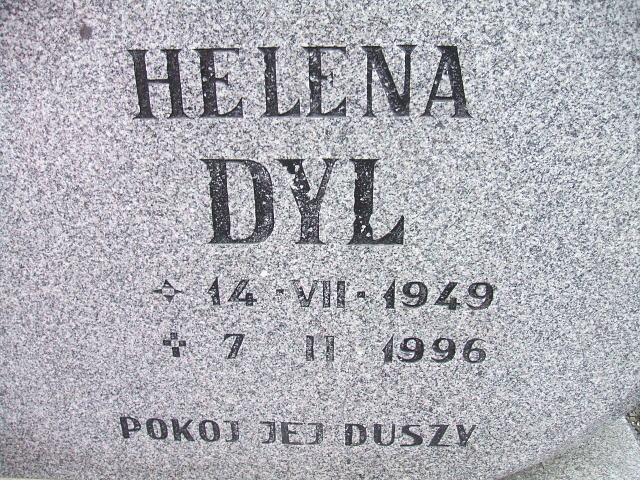 HELENA
DYL
14 · VII · 1949
7 II 1996
POKOJ JEJ DUSZY